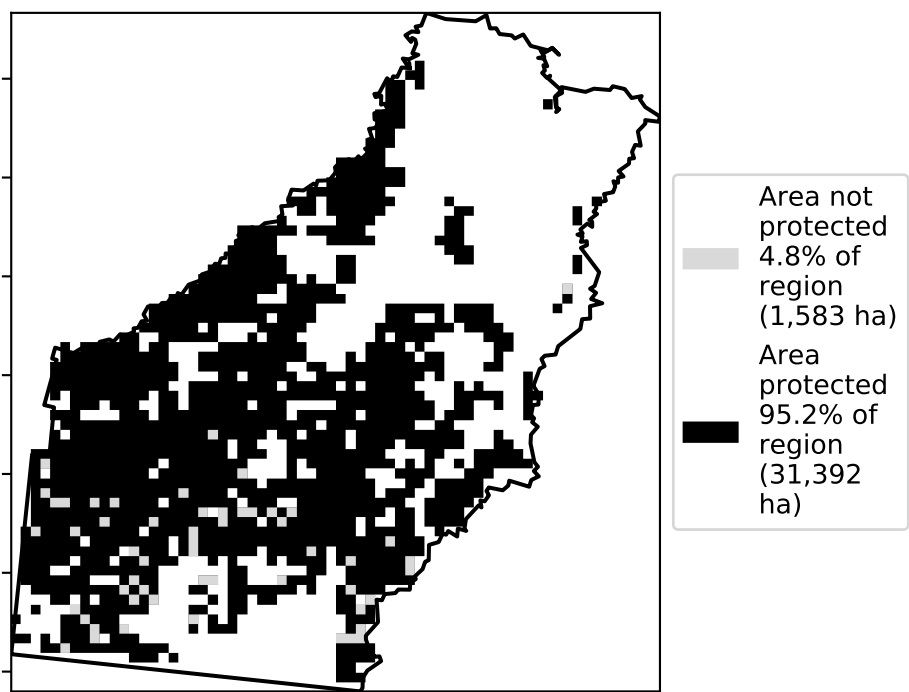 Area not
protected
4.8% of
region
(1,583 ha)
Area
protected
95.2% of
region
(31,392
ha)